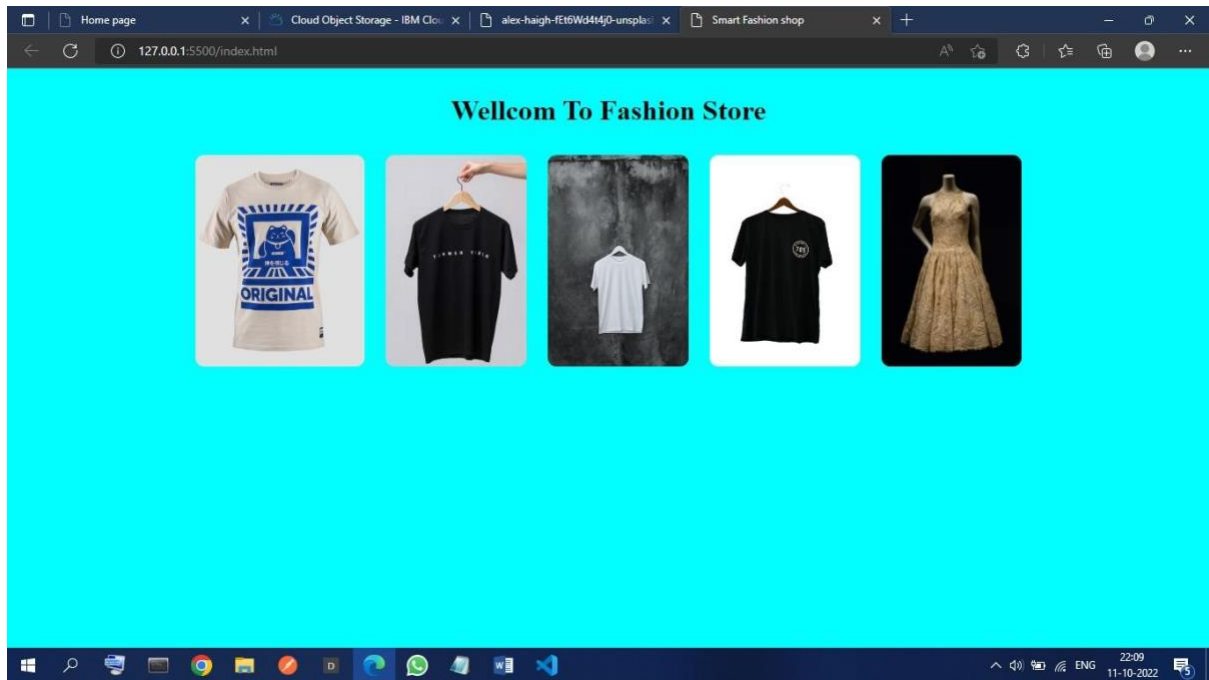 Home page
Cloud Object Storage - IBM Clou
alex-haigh-fEt6Wd4t4j0-unsplas
Smart Fashion shop
127.0.0.1:5500/index.html
Wellcom To Fashion Store
ORIGINAL
ENG
22:09
11-10-2022
5